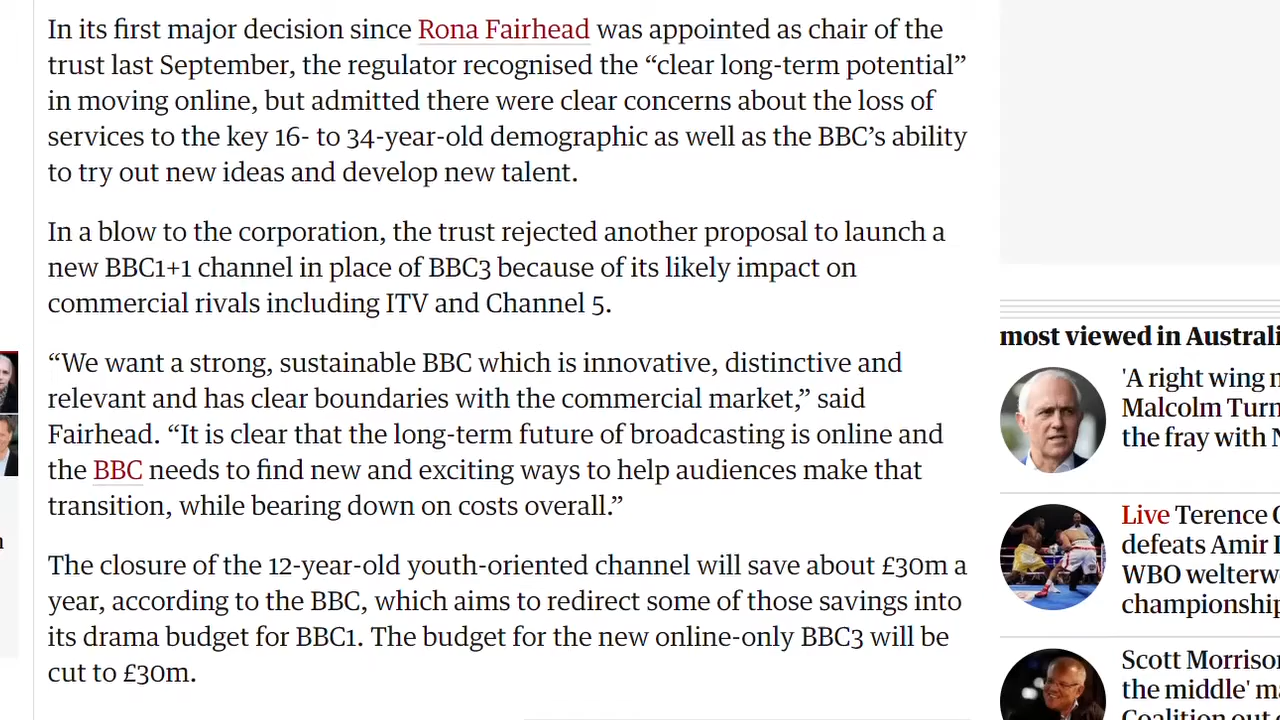 In its first major decision since Rona Fairhead was appointed as chair of the
trust last September, the regulator recognised the “clear long-term potential”
in moving online, but admitted there were clear concerns about the loss of
services to the key 16- to 34-year-old demographic as well as the BBC’s ability
to try out new ideas and develop new talent.
In a blow to the corporation, the trust rejected another proposal to launch a
new BBC1+1 channel in place of BBC3 because of its likely impact on
commercial rivals including ITV and Channel 5.
“We want a strong, sustainable BBC which is innovative, distinctive and
relevant and has clear boundaries with the commercial market,” said
Fairhead. “It is clear that the long-term future of broadcasting is online and
the BBC needs to find new and exciting ways to help audiences make that
transition, while bearing down on costs overall.”
The closure of the 12-year-old youth-oriented channel will save about £30m a
year, according to the BBC, which aims to redirect some of those savings into
its drama budget for BBC1. The budget for the new online-only BBC3 will be
cut to £30m.
most viewed in Australi
'A right wing
Malcolm Turn
the fray with
Live Terence
defeats Amir
WBO welterw
championship
Scott Morrison
the middle' ma
Coalition out